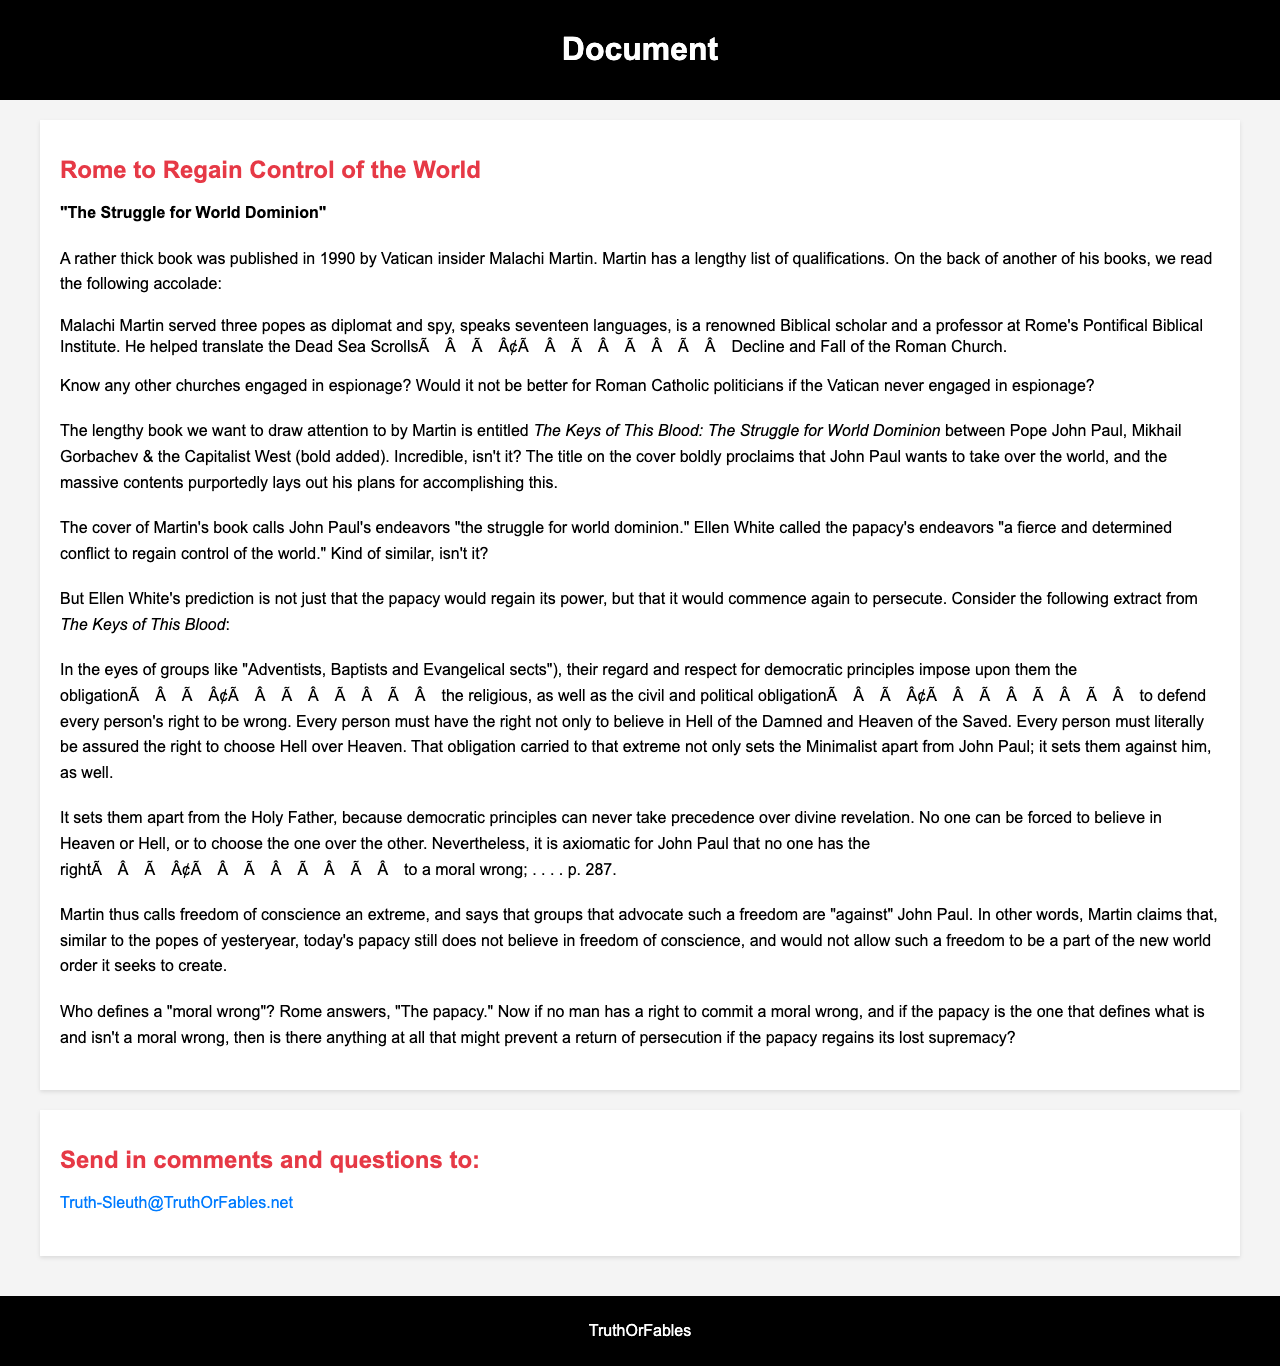 Document
Rome to Regain Control of the World
"The Struggle for World Dominion"
A rather thick book was published in 1990 by Vatican insider Malachi Martin. Martin has a lengthy list of qualifications. On the back of another of his books, we read
the following accolade:
Malachi Martin served three popes as diplomat and spy, speaks seventeen languages, is a renowned Biblical scholar and a professor at Rome's Pontifical Biblical
Institute. He helped translate the Dead Sea ScrollsÃ Â Ã Â¢Ã Â Ã Â Ã Â Ã Â Decline and Fall of the Roman Church.
Know any other churches engaged in espionage? Would it not be better for Roman Catholic politicians if the Vatican never engaged in espionage?
The lengthy book we want to draw attention to by Martin is entitled The Keys of This Blood: The Struggle for World Dominion between Pope John Paul, Mikhail
Gorbachev & the Capitalist West (bold added). Incredible, isn't it? The title on the cover boldly proclaims that John Paul wants to take over the world, and the
massive contents purportedly lays out his plans for accomplishing this.
The cover of Martin's book calls John Paul's endeavors "the struggle for world dominion." Ellen White called the papacy's endeavors "a fierce and determined
conflict to regain control of the world." Kind of similar, isn't it?
But Ellen White's prediction is not just that the papacy would regain its power, but that it would commence again to persecute. Consider the following extract from
The Keys of This Blood:
In the eyes of groups like "Adventists, Baptists and Evangelical sects"), their regard and respect for democratic principles impose upon them the
obligationÃ Â Ã Â¢Ã Â Ã Â Ã Â Ã Â the religious, as well as the civil and political obligationÃ Â Ã Â¢Ã Â Ã Â Ã Â Ã Â to defend
every person's right to be wrong. Every person must have the right not only to believe in Hell of the Damned and Heaven of the Saved. Every person must literally
be assured the right to choose Hell over Heaven. That obligation carried to that extreme not only sets the Minimalist apart from John Paul; it sets them against him,
as well.
It sets them apart from the Holy Father, because democratic principles can never take precedence over divine revelation. No one can be forced to believe in
Heaven or Hell, or to choose the one over the other. Nevertheless, it is axiomatic for John Paul that no one has the
rightÃ Â Ã Â¢Ã Â Ã Â Ã Â Ã Â to a moral wrong; . . . . p. 287.
Martin thus calls freedom of conscience an extreme, and says that groups that advocate such a freedom are "against" John Paul. In other words, Martin claims that,
similar to the popes of yesteryear, today's papacy still does not believe in freedom of conscience, and would not allow such a freedom to be a part of the new world
order it seeks to create.
Who defines a "moral wrong"? Rome answers, "The papacy." Now if no man has a right to commit a moral wrong, and if the papacy is the one that defines what is
and isn't a moral wrong, then is there anything at all that might prevent a return of persecution if the papacy regains its lost supremacy?
Send in comments and questions to:
Truth-Sleuth@TruthOrFables.net
TruthOrFables